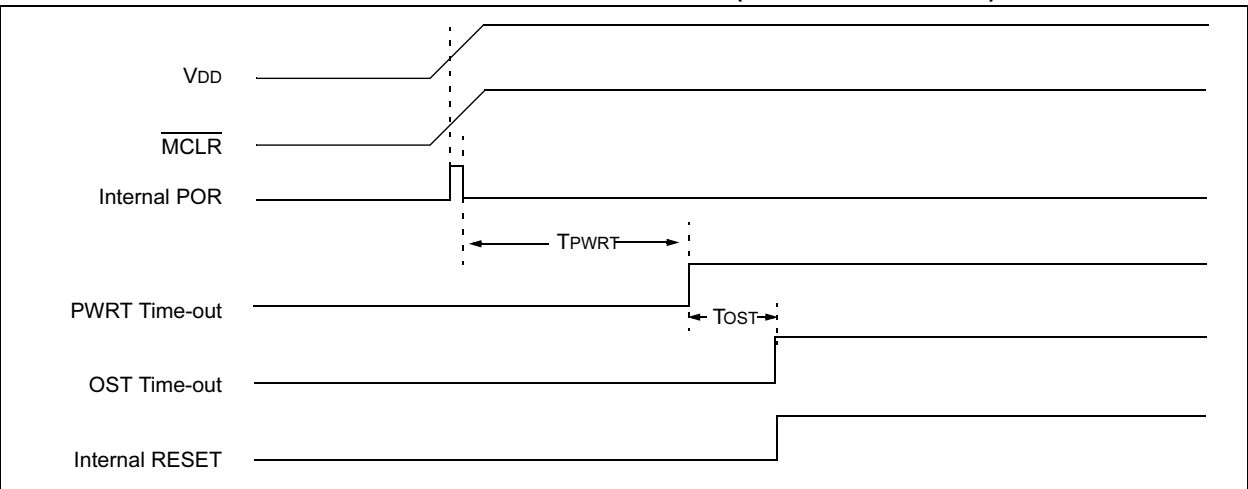 VDD
MCLR
Internal POR
TPWRT
PWRT Time-out
TOST
OST Time-out
Internal RESET